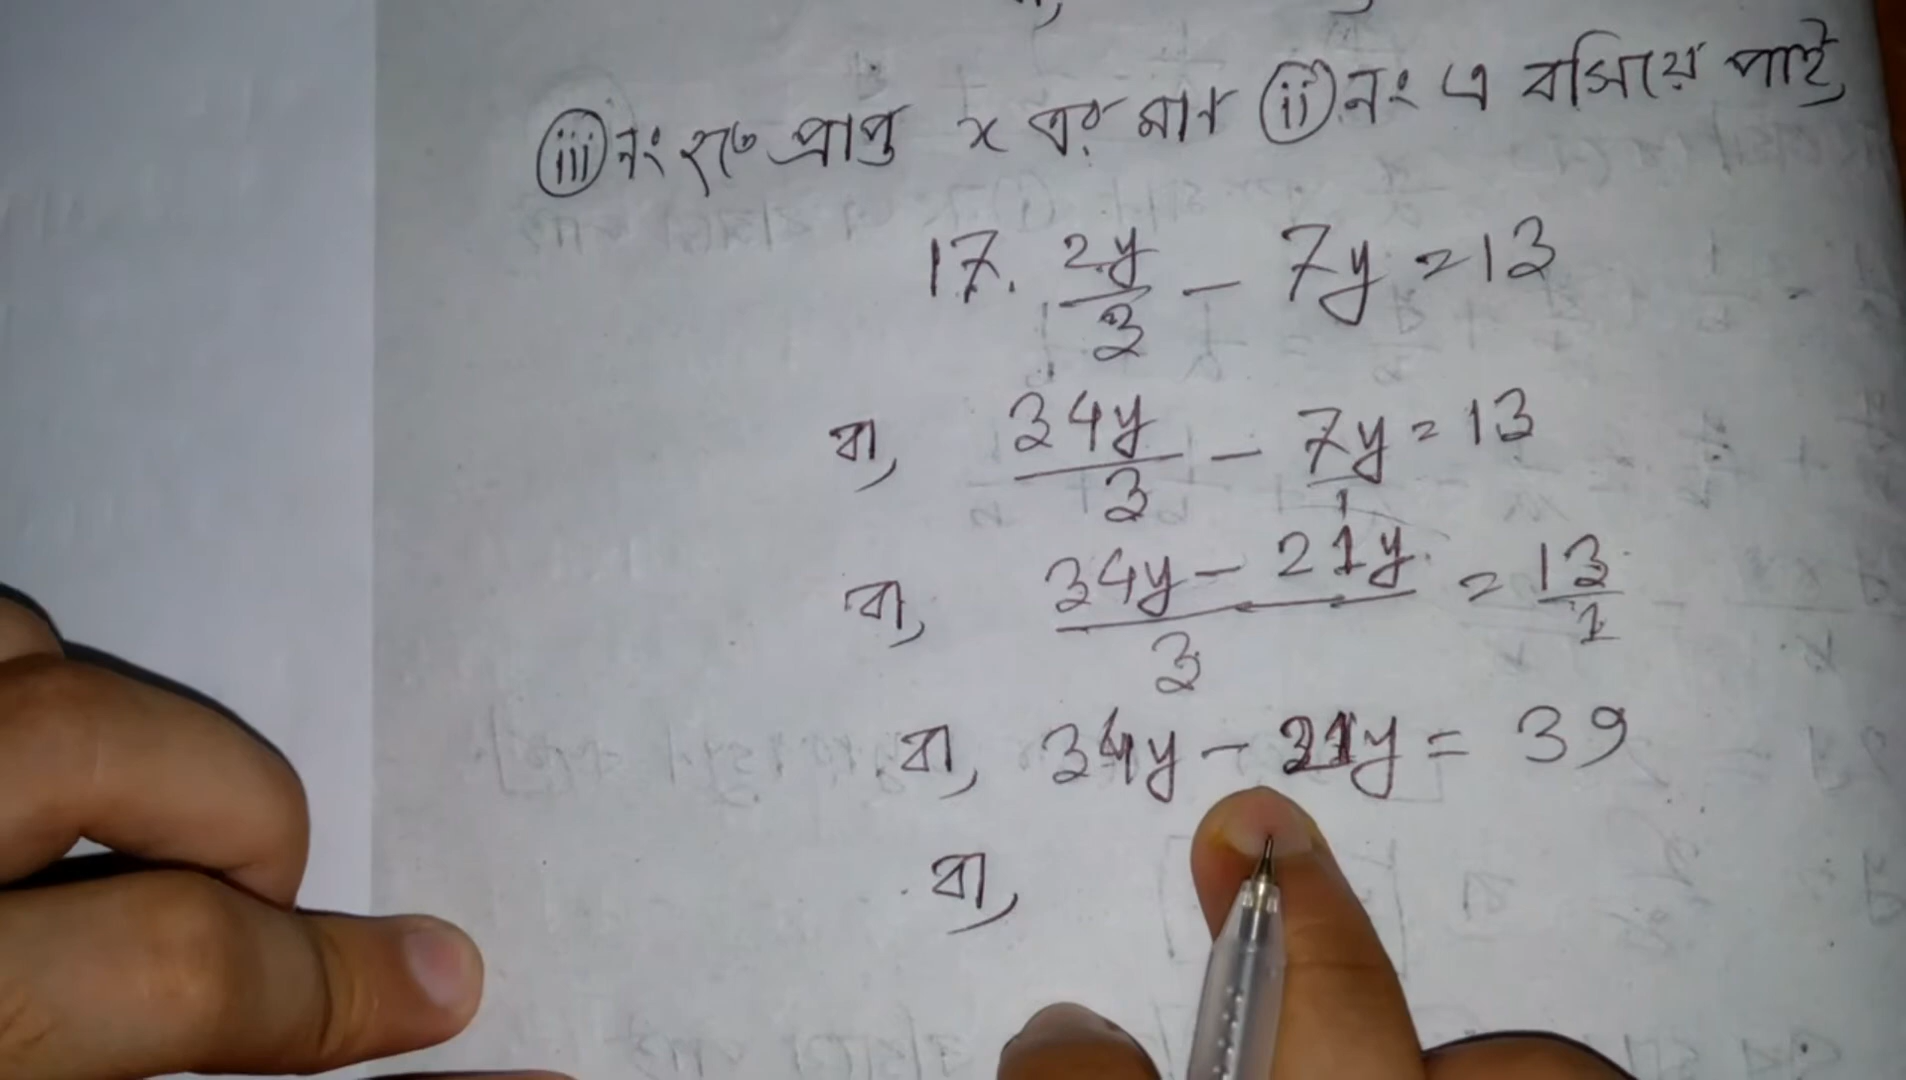 (iii) নং হতে প্রাপ্ত x এর মান (ii) নং এ বসিয়ে পাই,
17. 2y/3 - 7y = 13
বা, 34y/3 - 7y/1 = 13
বা, (34y - 21y)/3 = 13/1
বা, 34y - 21y = 39
বা,